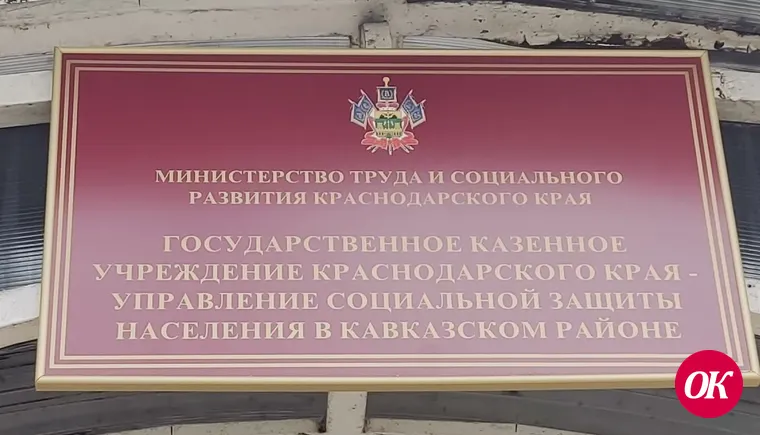 МИНИСТЕРСТВО ТРУДА И СОЦИАЛЬНОГО
РАЗВИТИЯ КРАСНОДАРСКОГО КРАЯ
ГОСУДАРСТВЕННОЕ КАЗЕННОЕ
УЧРЕЖДЕНИЕ КРАСНОДАРСКОГО КРАЯ -
УПРАВЛЕНИЕ СОЦИАЛЬНОЙ ЗАЩИТЫ
НАСЕЛЕНИЯ В КАВКАЗСКОМ РАЙОНЕ
ОК